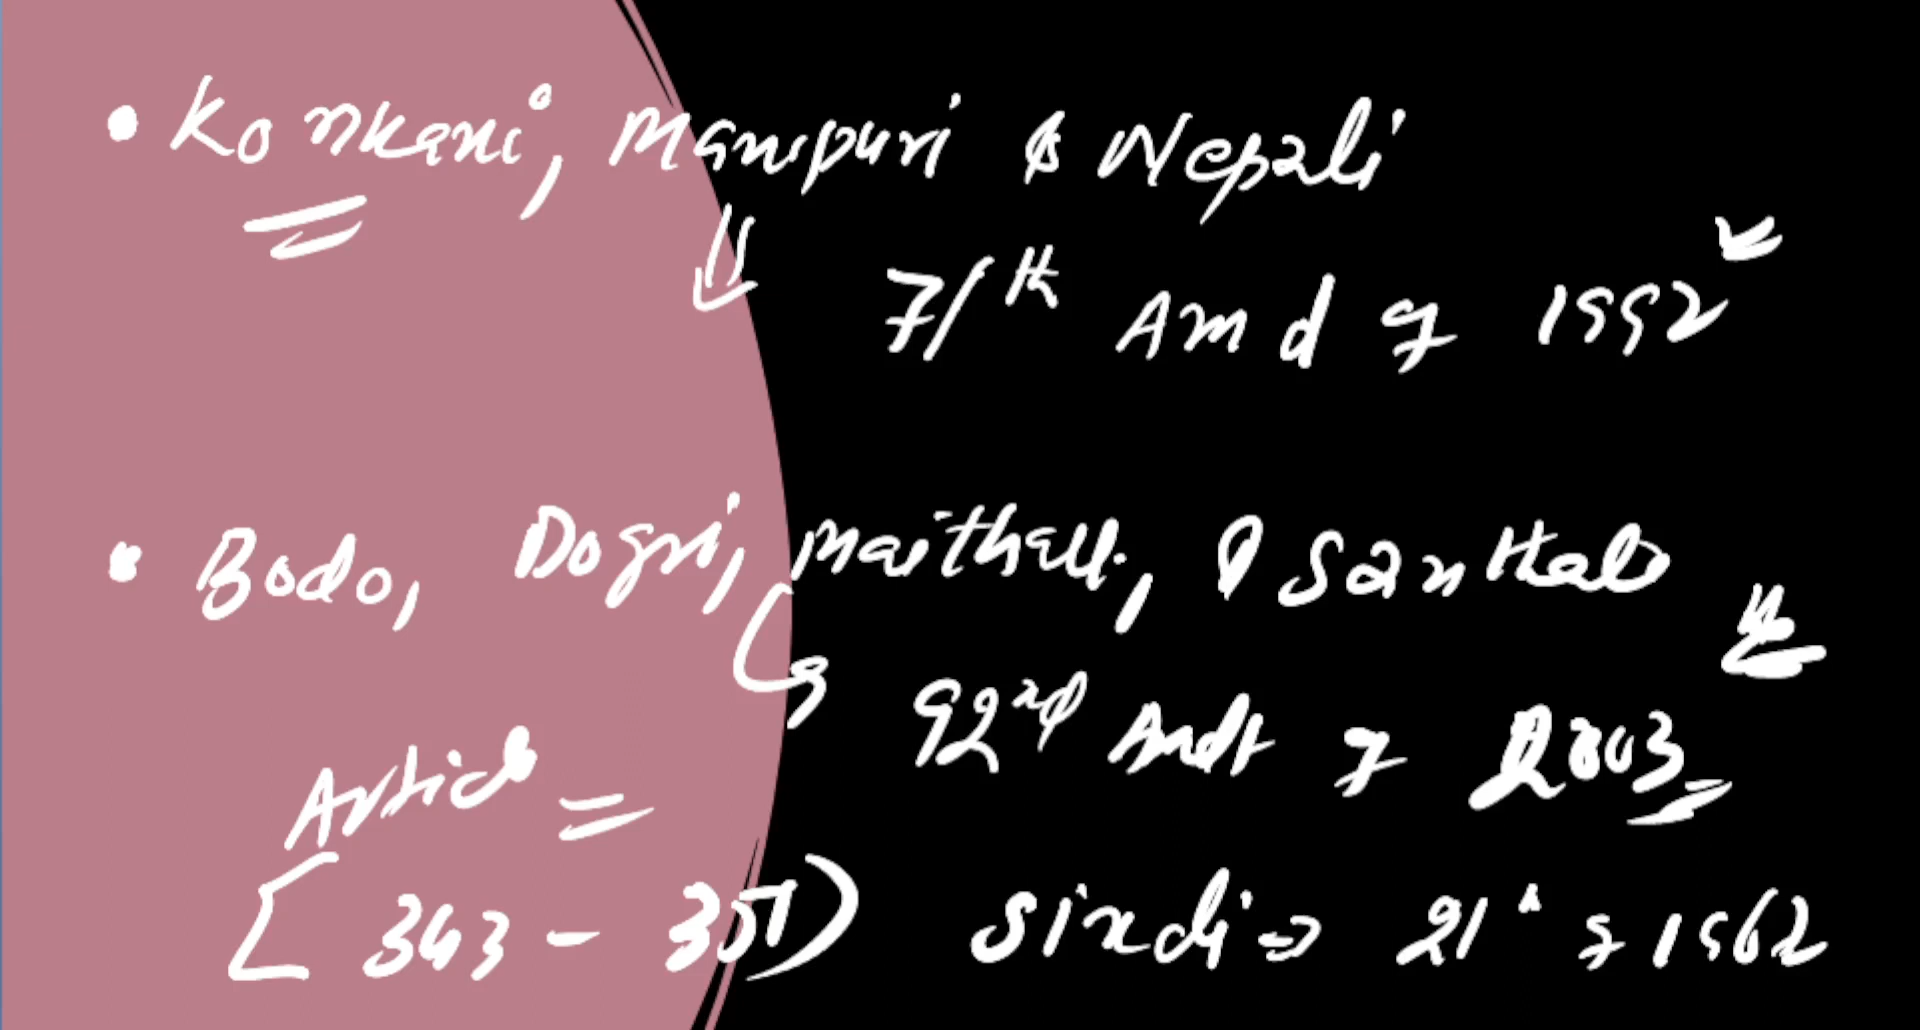 • Konkani, Manipuri & Nepali
71th Amd of 1992
• Bodo, Dogri, Maithali, & Santhali
92nd Amdt of 2003
Article =
[343 - 351)
Sindi => 21st of 1962